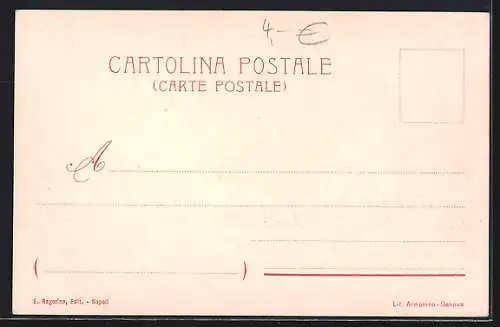 4,- €
CARTOLINA POSTALE
(CARTE POSTALE)
A
( )
E. Ragozino, Edit. - Napoli
Lit. Armanino - Genova